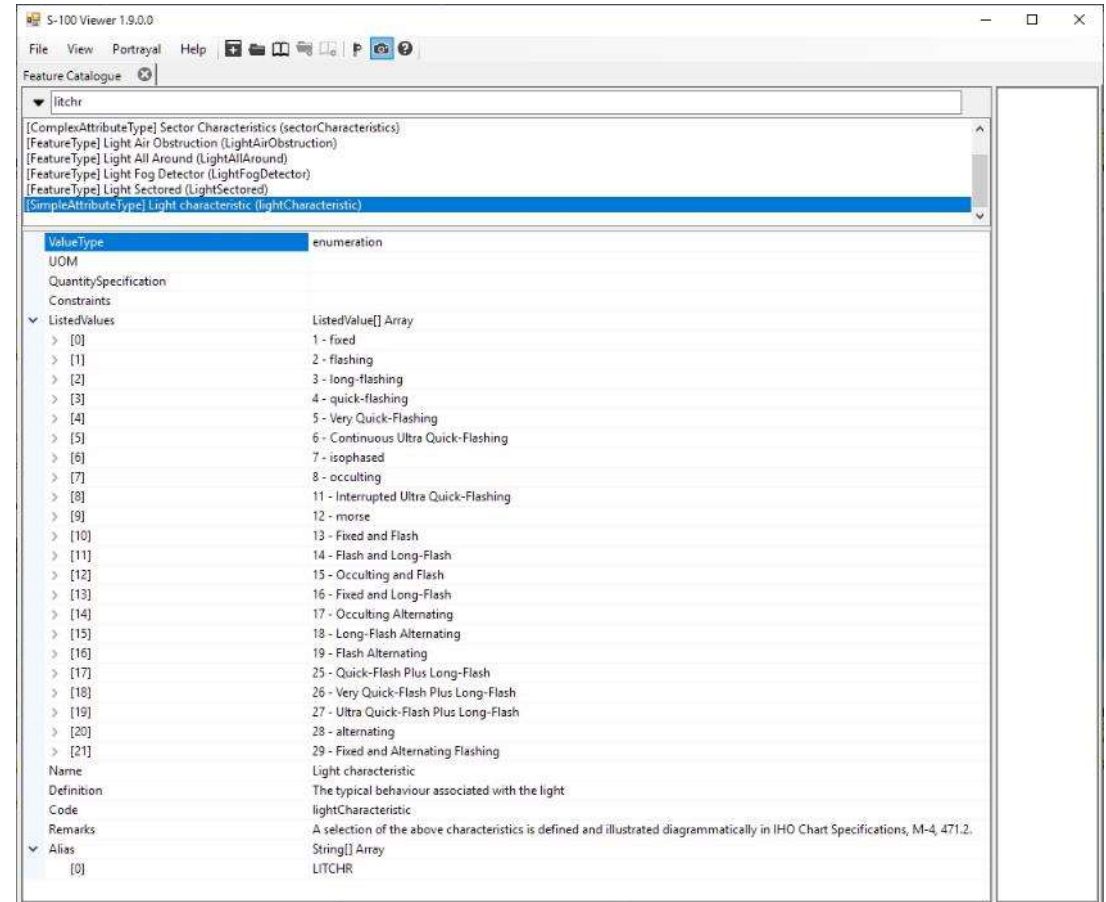 S-100 Viewer 1.9.0.0
File View Portrayal Help
Feature Catalogue
litchr
[ComplexAttributeType] Sector Characteristics (sectorCharacteristics)
[FeatureType] Light Air Obstruction (LightAirObstruction)
[FeatureType] Light All Around (LightAllAround)
[FeatureType] Light Fog Detector (LightFogDetector)
[FeatureType] Light Sectored (LightSectored)
[SimpleAttributeType] Light characteristic (lightCharacteristic)
ValueType enumeration
UOM
QuantitySpecification
Constraints
ListedValues ListedValue[] Array
[0] 1 - fixed
[1] 2 - flashing
[2] 3 - long-flashing
[3] 4 - quick-flashing
[4] 5 - Very Quick-Flashing
[5] 6 - Continuous Ultra Quick-Flashing
[6] 7 - isophased
[7] 8 - occulting
[8] 11 - Interrupted Ultra Quick-Flashing
[9] 12 - morse
[10] 13 - Fixed and Flash
[11] 14 - Flash and Long-Flash
[12] 15 - Occulting and Flash
[13] 16 - Fixed and Long-Flash
[14] 17 - Occulting Alternating
[15] 18 - Long-Flash Alternating
[16] 19 - Flash Alternating
[17] 25 - Quick-Flash Plus Long-Flash
[18] 26 - Very Quick-Flash Plus Long-Flash
[19] 27 - Ultra Quick-Flash Plus Long-Flash
[20] 28 - alternating
[21] 29 - Fixed and Alternating Flashing
Name Light characteristic
Definition The typical behaviour associated with the light
Code lightCharacteristic
Remarks A selection of the above characteristics is defined and illustrated diagrammatically in IHO Chart Specifications, M-4, 471.2.
Alias String[] Array
[0] LITCHR